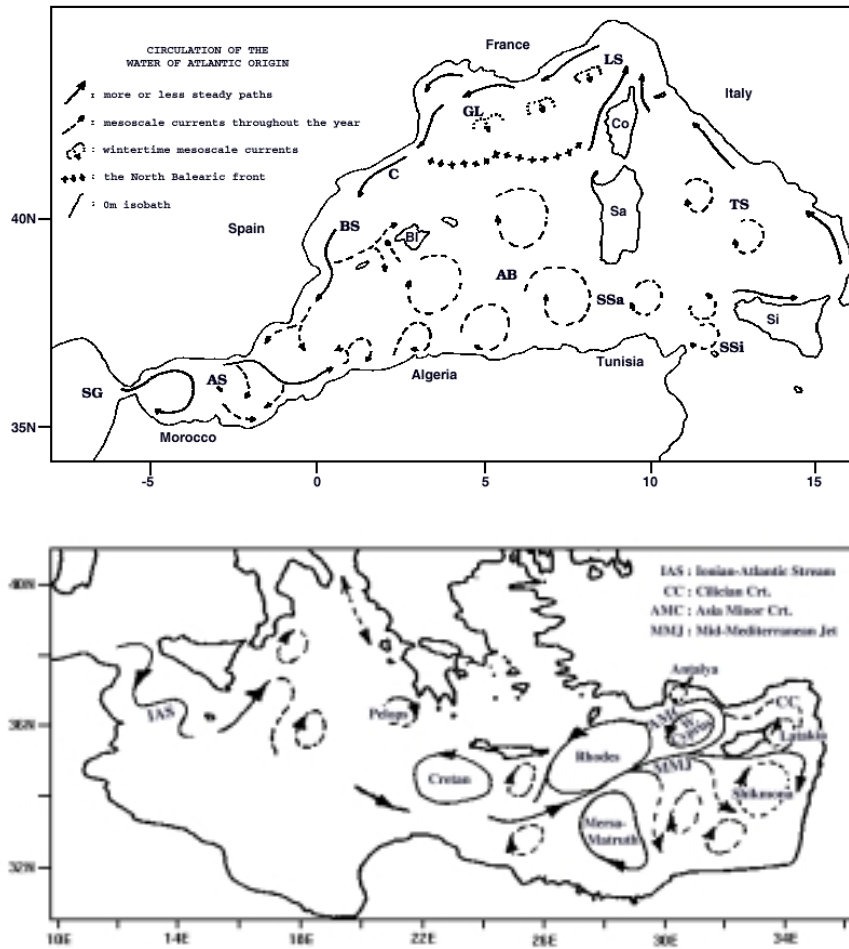 CIRCULATION OF THE
WATER OF ATLANTIC ORIGIN
: more or less steady paths
: mesoscale currents throughout the year
: wintertime mesoscale currents
: the North Balearic front
: 0m isobath
France
LS
Italy
GL
Co
C
40N
Spain
BS
Bl
Sa
TS
AB
SSa
Si
SSi
SG
AS
Algeria
Tunisia
35N
Morocco
-5
0
5
10
15
40N
IAS : Ionian-Atlantic Stream
CC : Cilician Crt.
AMC : Asia Minor Crt.
MMJ : Mid-Mediterranean Jet
Antalya
CC
IAS
Pelops
AMC
W.
Cyprus
Latakia
36N
Rhodes
Cretan
MMJ
Shikmona
Mersa-
Matruth
32N
10E
14E
18E
22E
26E
30E
34E